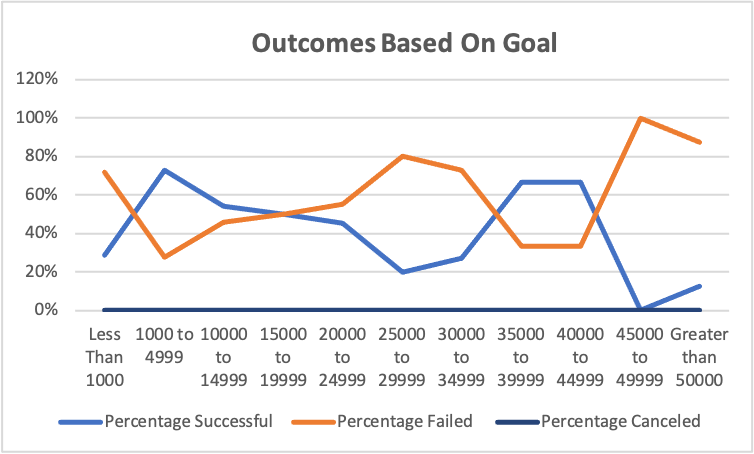 Outcomes Based On Goal
120%
100%
80%
60%
40%
20%
0%
Less Than 1000
1000 to 4999
10000 to 14999
15000 to 19999
20000 to 24999
25000 to 29999
30000 to 34999
35000 to 39999
40000 to 44999
45000 to 49999
Greater than 50000
Percentage Successful
Percentage Failed
Percentage Canceled